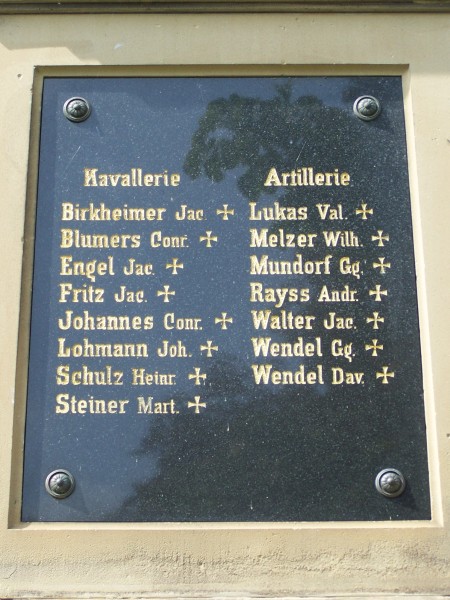 Kavallerie
Birkheimer Jac. ✠
Blumers Conr. ✠
Engel Jac. ✠
Fritz Jac. ✠
Johannes Conr. ✠
Lohmann Joh. ✠
Schulz Heinr. ✠
Steiner Mart. ✠
Artillerie
Lukas Val. ✠
Melzer Wilh. ✠
Mundorf Gg. ✠
Rayss Andr. ✠
Walter Jac. ✠
Wendel Gg. ✠
Wendel Dav. ✠